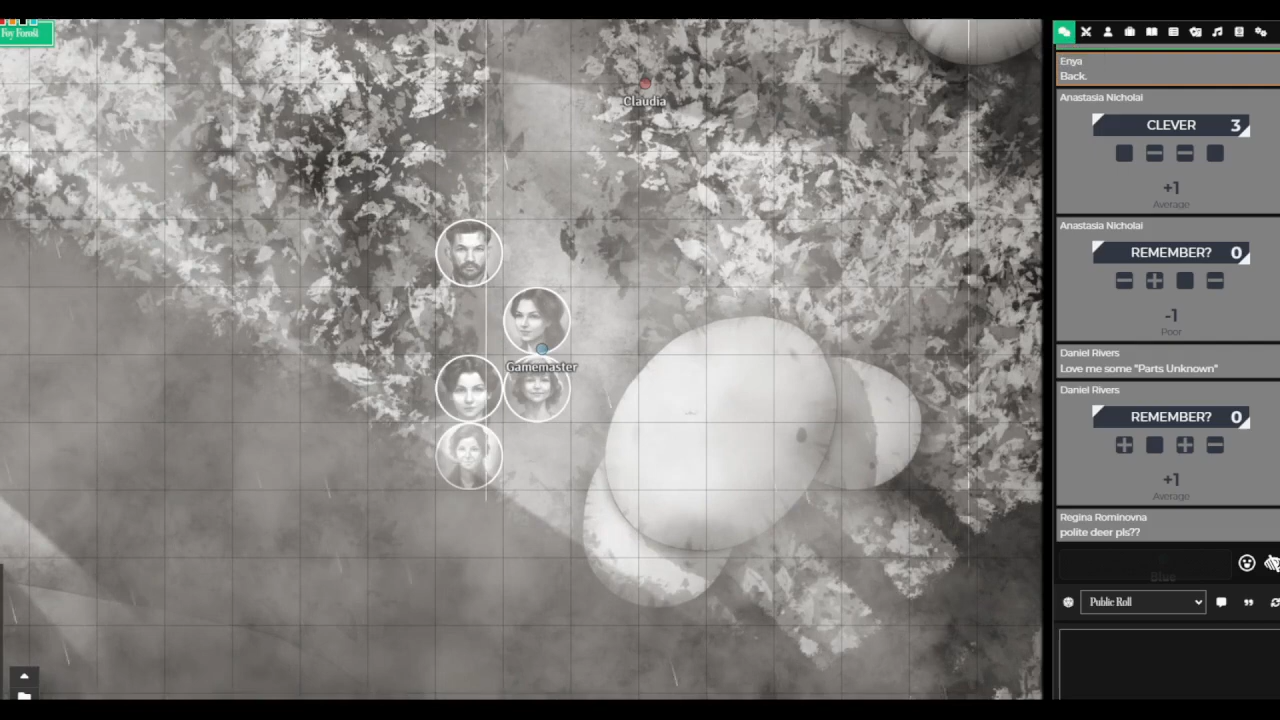 Foy Forest
Claudia
Gamemaster
Enya
Back.
Anastasia Nicholai
CLEVER 3
+1
Average
Anastasia Nicholai
REMEMBER? 0
-1
Poor
Daniel Rivers
Love me some "Parts Unknown"
Daniel Rivers
REMEMBER? 0
+1
Average
Regina Rominovna
polite deer pls??
Blue
Public Roll